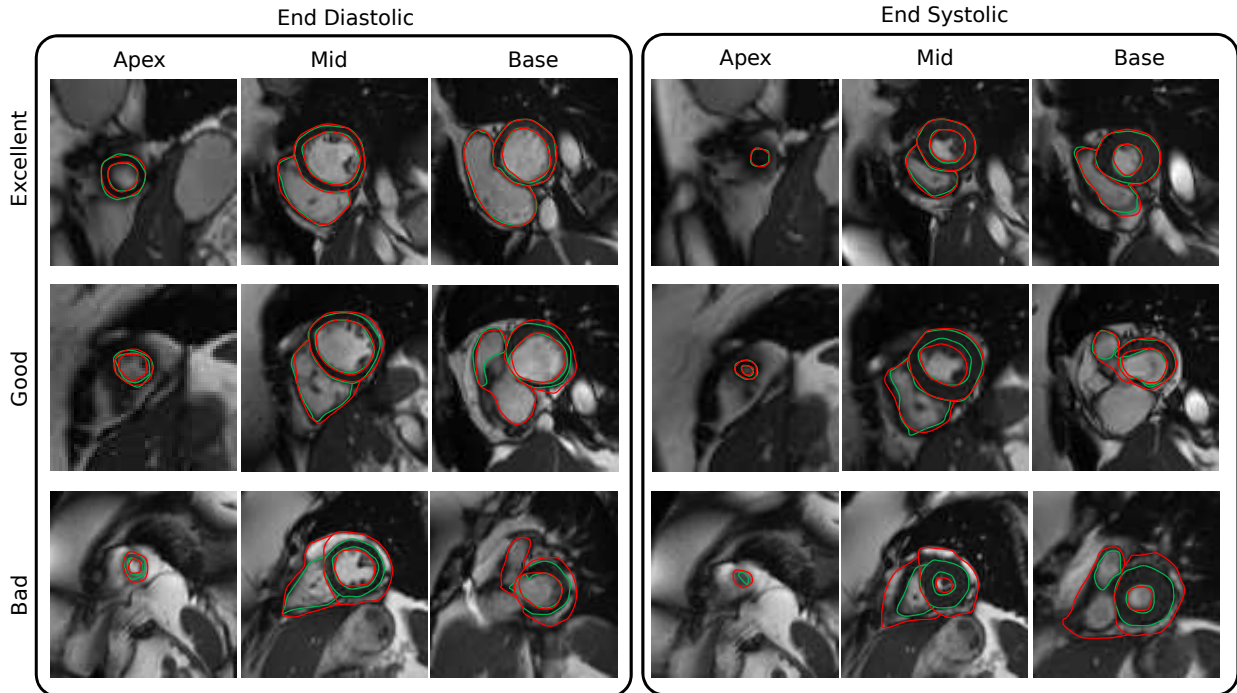 End Diastolic
End Systolic
Apex Mid Base
Apex Mid Base
Excellent
Good
Bad